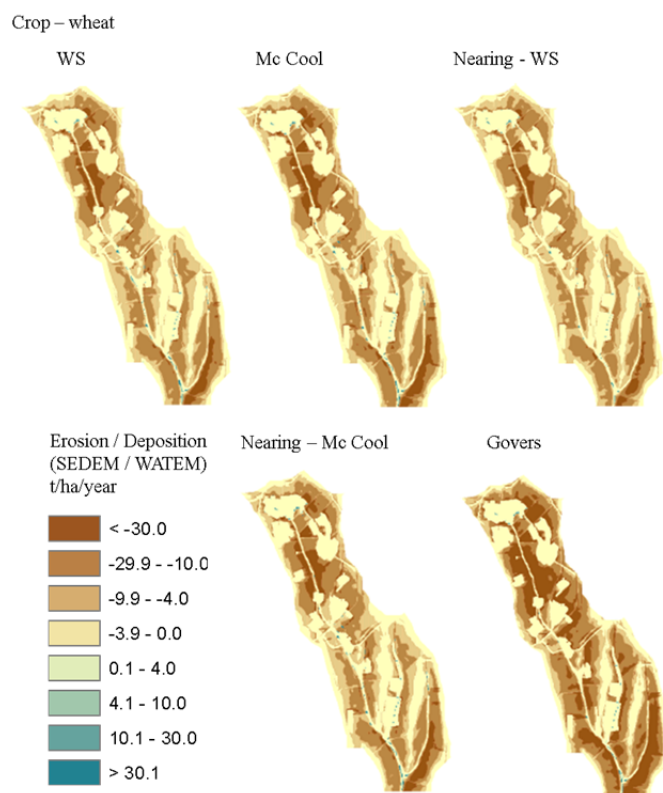 Crop – wheat
WS
Mc Cool
Nearing - WS
Erosion / Deposition
(SEDEM / WATEM)
t/ha/year
Nearing – Mc Cool
Govers
< -30.0
-29.9 - -10.0
-9.9 - -4.0
-3.9 - 0.0
0.1 - 4.0
4.1 - 10.0
10.1 - 30.0
> 30.1